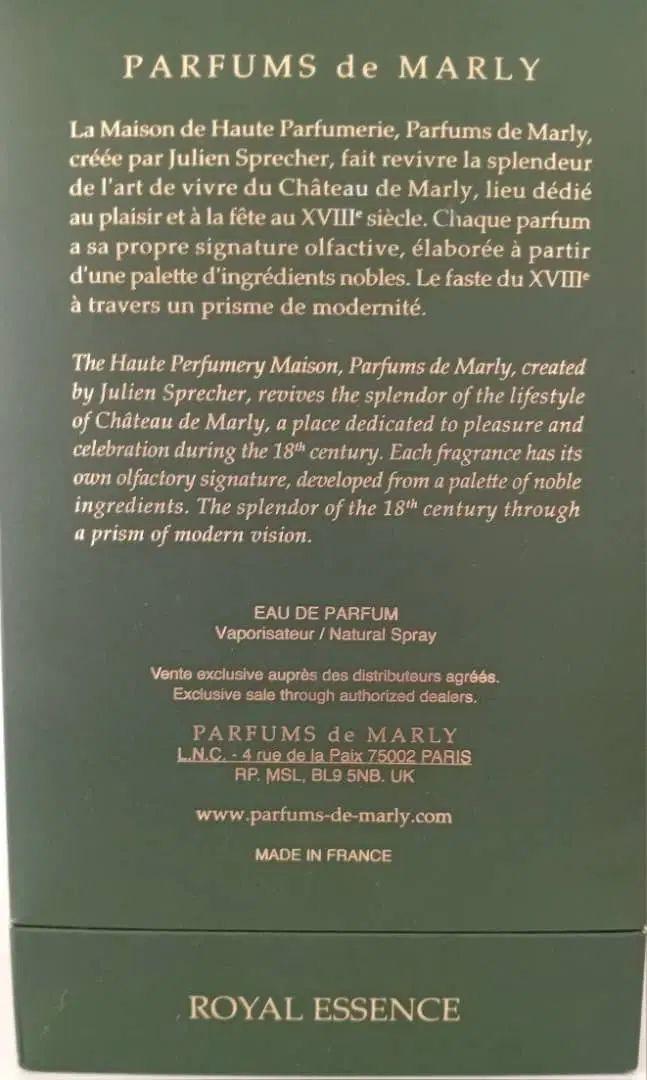 PARFUMS de MARLY
La Maison de Haute Parfumerie, Parfums de Marly,
créée par Julien Sprecher, fait revivre la splendeur
de l'art de vivre du Château de Marly, lieu dédié
au plaisir et à la fête au XVIIIᵉ siècle. Chaque parfum
a sa propre signature olfactive, élaborée à partir
d'une palette d'ingrédients nobles. Le faste du XVIIIᵉ
à travers un prisme de modernité.
The Haute Perfumery Maison, Parfums de Marly, created
by Julien Sprecher, revives the splendor of the lifestyle
of Château de Marly, a place dedicated to pleasure and
celebration during the 18ᵗʰ century. Each fragrance has its
own olfactory signature, developed from a palette of noble
ingredients. The splendor of the 18ᵗʰ century through
a prism of modern vision.
EAU DE PARFUM
Vaporisateur / Natural Spray
Vente exclusive auprès des distributeurs agréés.
Exclusive sale through authorized dealers.
PARFUMS de MARLY
L.N.C. - 4 rue de la Paix 75002 PARIS
RP. MSL, BL9 5NB. UK
www.parfums-de-marly.com
MADE IN FRANCE
ROYAL ESSENCE